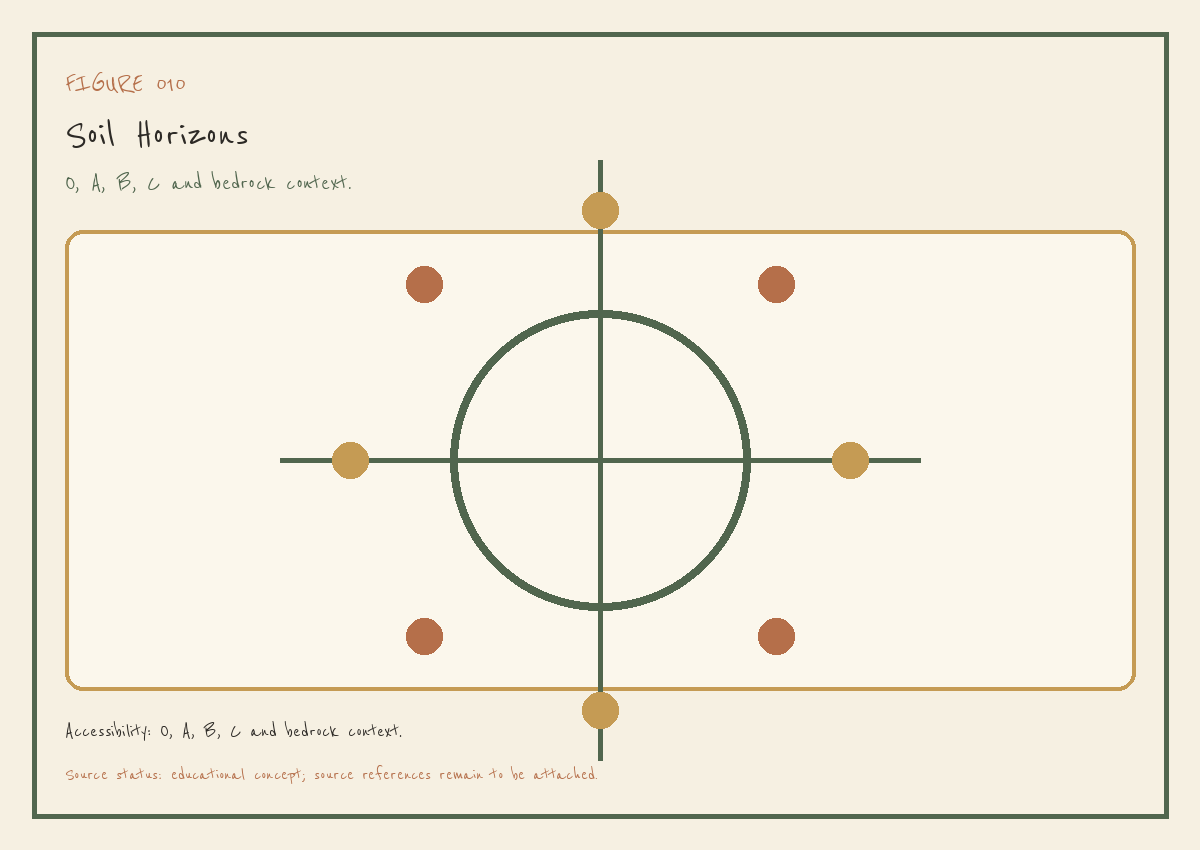 FIGURE 010
Soil Horizons
O, A, B, C and bedrock context.
Accessibility: O, A, B, C and bedrock context.
Source status: educational concept; source references remain to be attached.